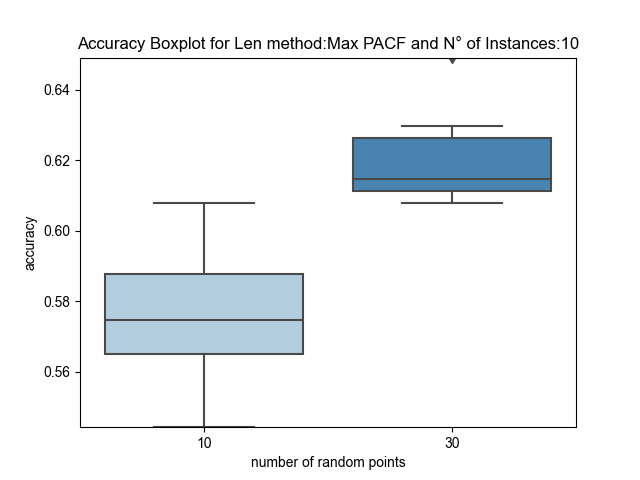 Accuracy Boxplot for Len method:Max PACF and N° of Instances:10
0.64
0.62
0.60
0.58
0.56
accuracy
10
30
number of random points